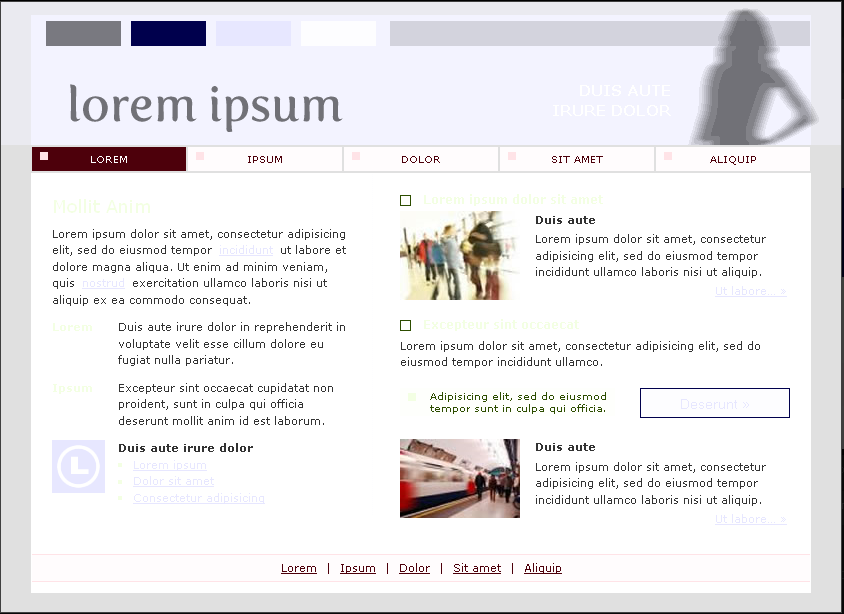 lorem ipsum
DUIS AUTE
IRURE DOLOR
LOREM
IPSUM
DOLOR
SIT AMET
ALIQUIP
Mollit Anim
Lorem ipsum dolor sit amet, consectetur adipisicing
elit, sed do eiusmod tempor incididunt ut labore et
dolore magna aliqua. Ut enim ad minim veniam,
quis nostrud exercitation ullamco laboris nisi ut
aliquip ex ea commodo consequat.
Lorem
Duis aute irure dolor in reprehenderit in
voluptate velit esse cillum dolore eu
fugiat nulla pariatur.
Ipsum
Excepteur sint occaecat cupidatat non
proident, sunt in culpa qui officia
deserunt mollit anim id est laborum.
Duis aute irure dolor
Lorem ipsum
Dolor sit amet
Consectetur adipisicing
Lorem ipsum dolor sit amet
Duis aute
Lorem ipsum dolor sit amet, consectetur
adipisicing elit, sed do eiusmod tempor
incididunt ullamco laboris nisi ut aliquip.
Ut labore... »
Excepteur sint occaecat
Lorem ipsum dolor sit amet, consectetur adipisicing elit, sed do
eiusmod tempor incididunt ullamco.
Adipisicing elit, sed do eiusmod
tempor sunt in culpa qui officia.
Deserunt »
Duis aute
Lorem ipsum dolor sit amet, consectetur
adipisicing elit, sed do eiusmod tempor
incididunt ullamco laboris nisi ut aliquip.
Ut labore... »
Lorem | Ipsum | Dolor | Sit amet | Aliquip